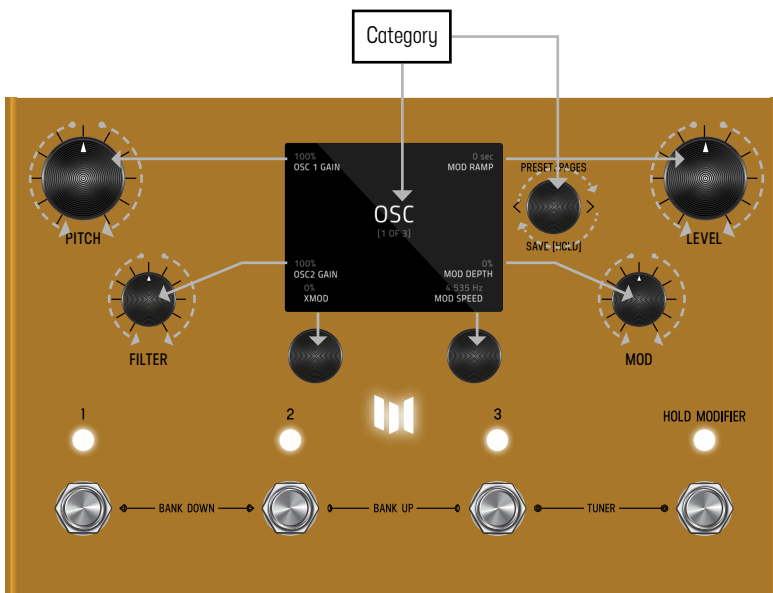 Category
100%
OSC 1 GAIN
0 sec
MOD RAMP
PRESET/PAGES
OSC
[1 OF 3]
PITCH
SAVE [HOLD]
LEVEL
100%
OSC2 GAIN
0%
MOD DEPTH
0%
XMOD
4.535 Hz
MOD SPEED
FILTER
MOD
1
2
3
HOLD MODIFIER
BANK DOWN
BANK UP
TUNER